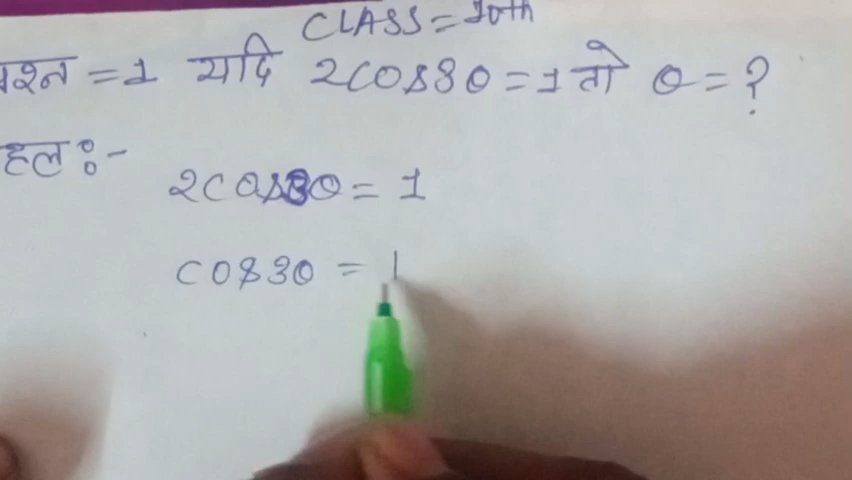 CLASS = 10th
प्रश्न = 1 यदि 2COS3θ = 1 तो θ = ?
हल :-
2COS3θ = 1
COS3θ = 1